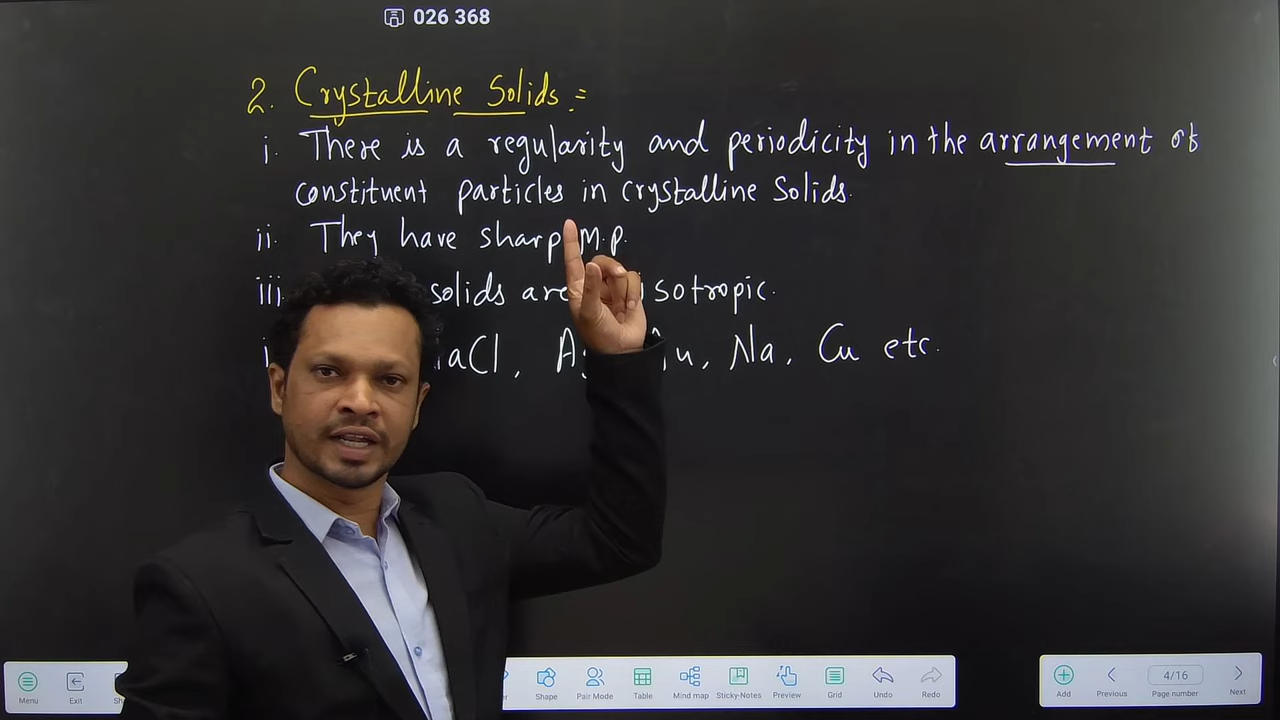 026 368
2. Crystalline Solids :=
i. There is a regularity and periodicity in the arrangement of
constituent particles in crystalline Solids.
ii. They have sharp M.P.
iii. solids are isotropic.
NaCl, Na, Cu etc.
Menu Exit Shape Pair Mode Table Mind map Sticky-Notes Preview Grid Undo Redo Add Previous 4/16 Page number Next